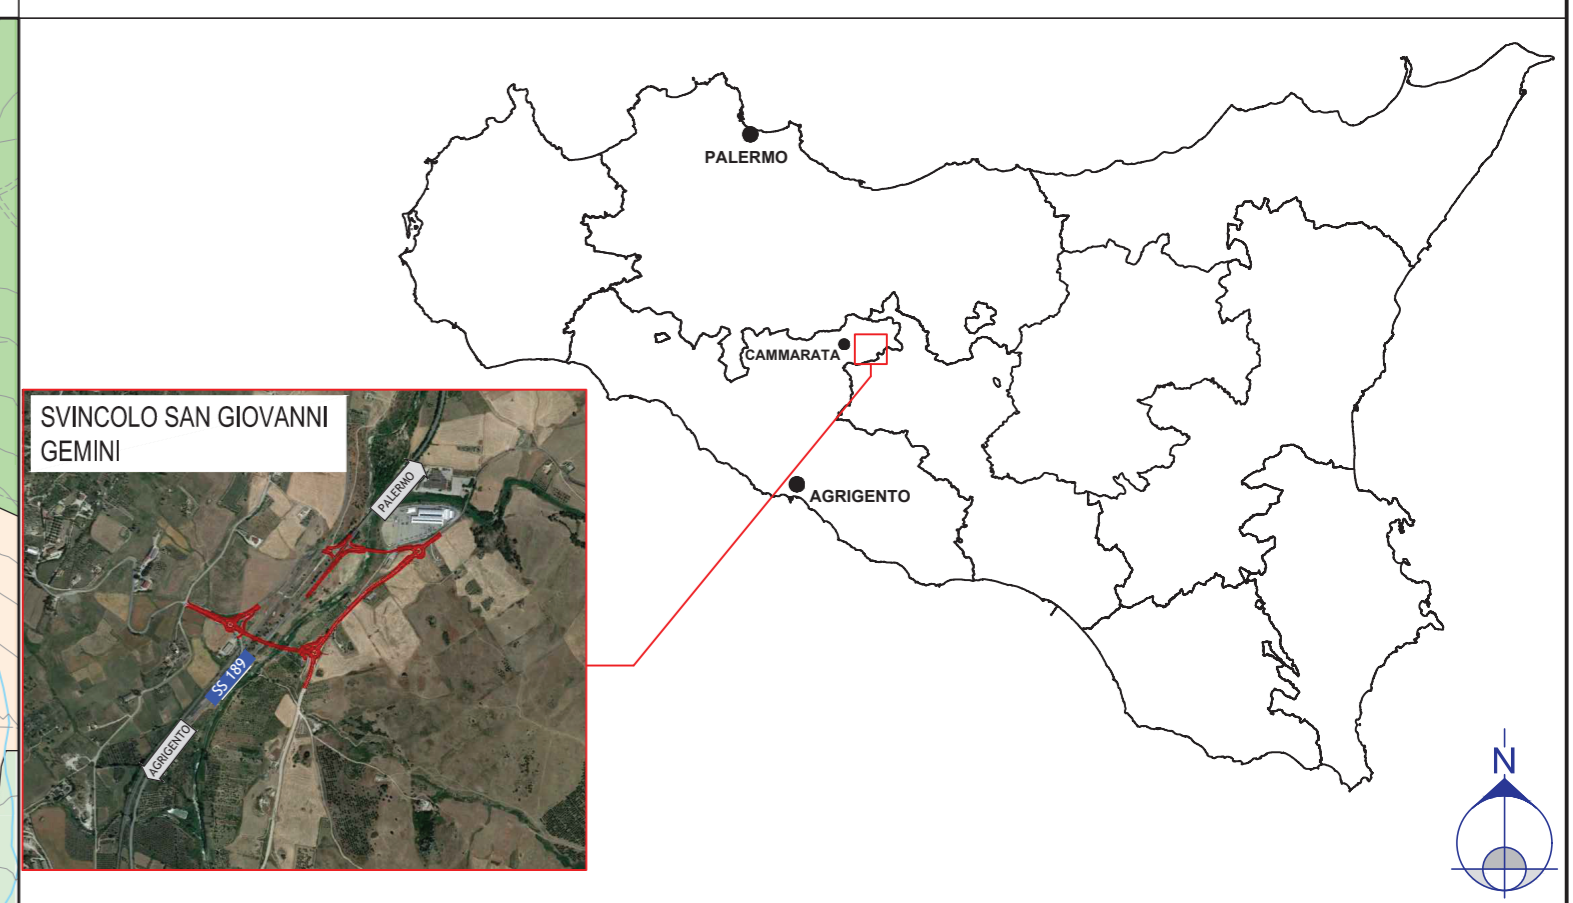 PALERMO
CAMMARATA
SVINCOLO SAN GIOVANNI
GEMINI
PALERMO
AGRIGENTO
SS 189
AGRIGENTO
N